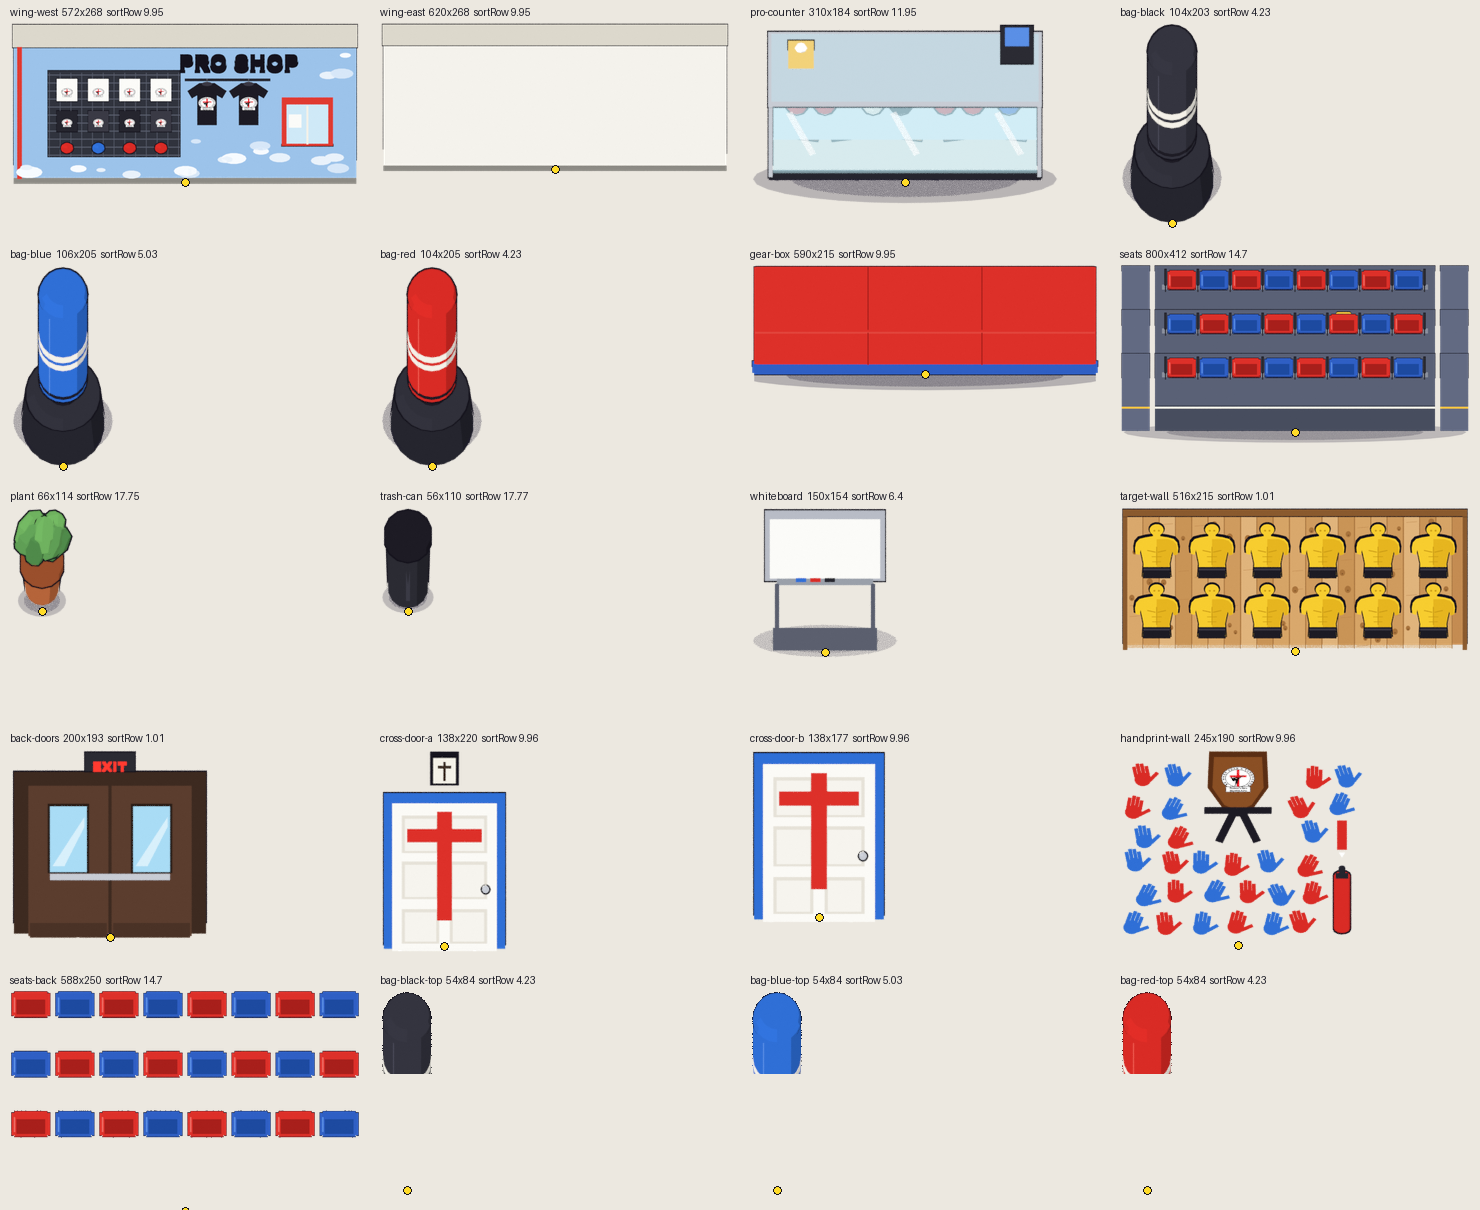 wing-west 572x268 sortRow 9.95
wing-east 620x268 sortRow 9.95
pro-counter 310x184 sortRow 11.95
bag-black 104x203 sortRow 4.23
PRO SHOP
bag-blue 106x205 sortRow 5.03
bag-red 104x205 sortRow 4.23
gear-box 590x215 sortRow 9.95
seats 800x412 sortRow 14.7
plant 66x114 sortRow 17.75
trash-can 56x110 sortRow 17.77
whiteboard 150x154 sortRow 6.4
target-wall 516x215 sortRow 1.01
back-doors 200x193 sortRow 1.01
cross-door-a 138x220 sortRow 9.96
cross-door-b 138x177 sortRow 9.96
handprint-wall 245x190 sortRow 9.96
EXIT
seats-back 588x250 sortRow 14.7
bag-black-top 54x84 sortRow 4.23
bag-blue-top 54x84 sortRow 5.03
bag-red-top 54x84 sortRow 4.23